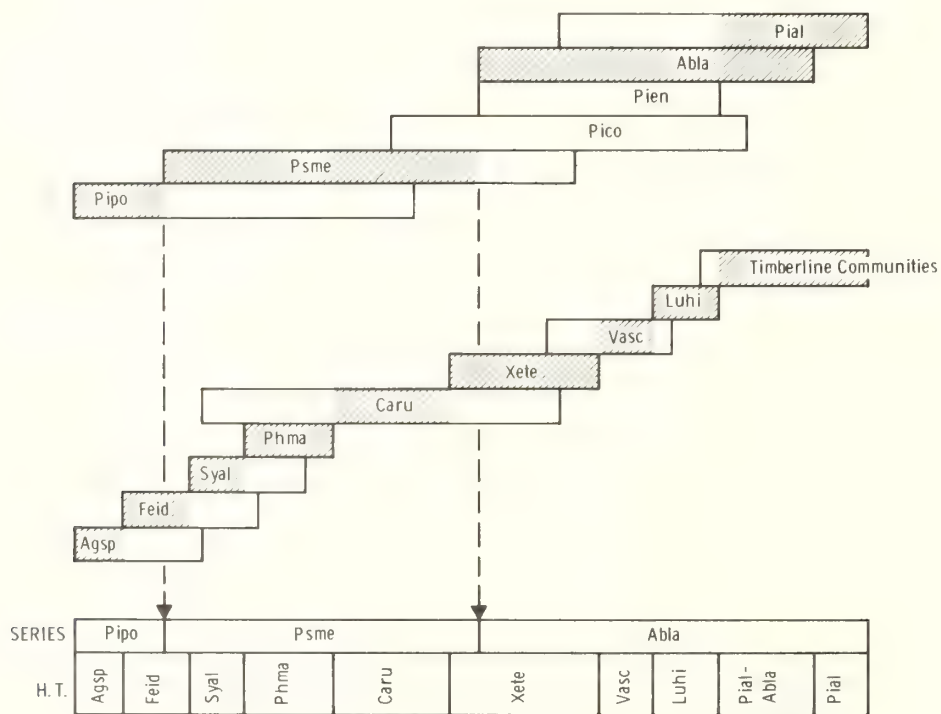 Pial
Abla
Pien
Pico
Psme
Pipo
Timberline Communities
Luhi
Vasc
Xete
Caru
Phma
Syal
Feid.
Agsp
SERIES Pipo Psme Abla
H.T. Agsp Feid Syal Phma Caru Xete Vasc Luhi Pial-
Abla Pial